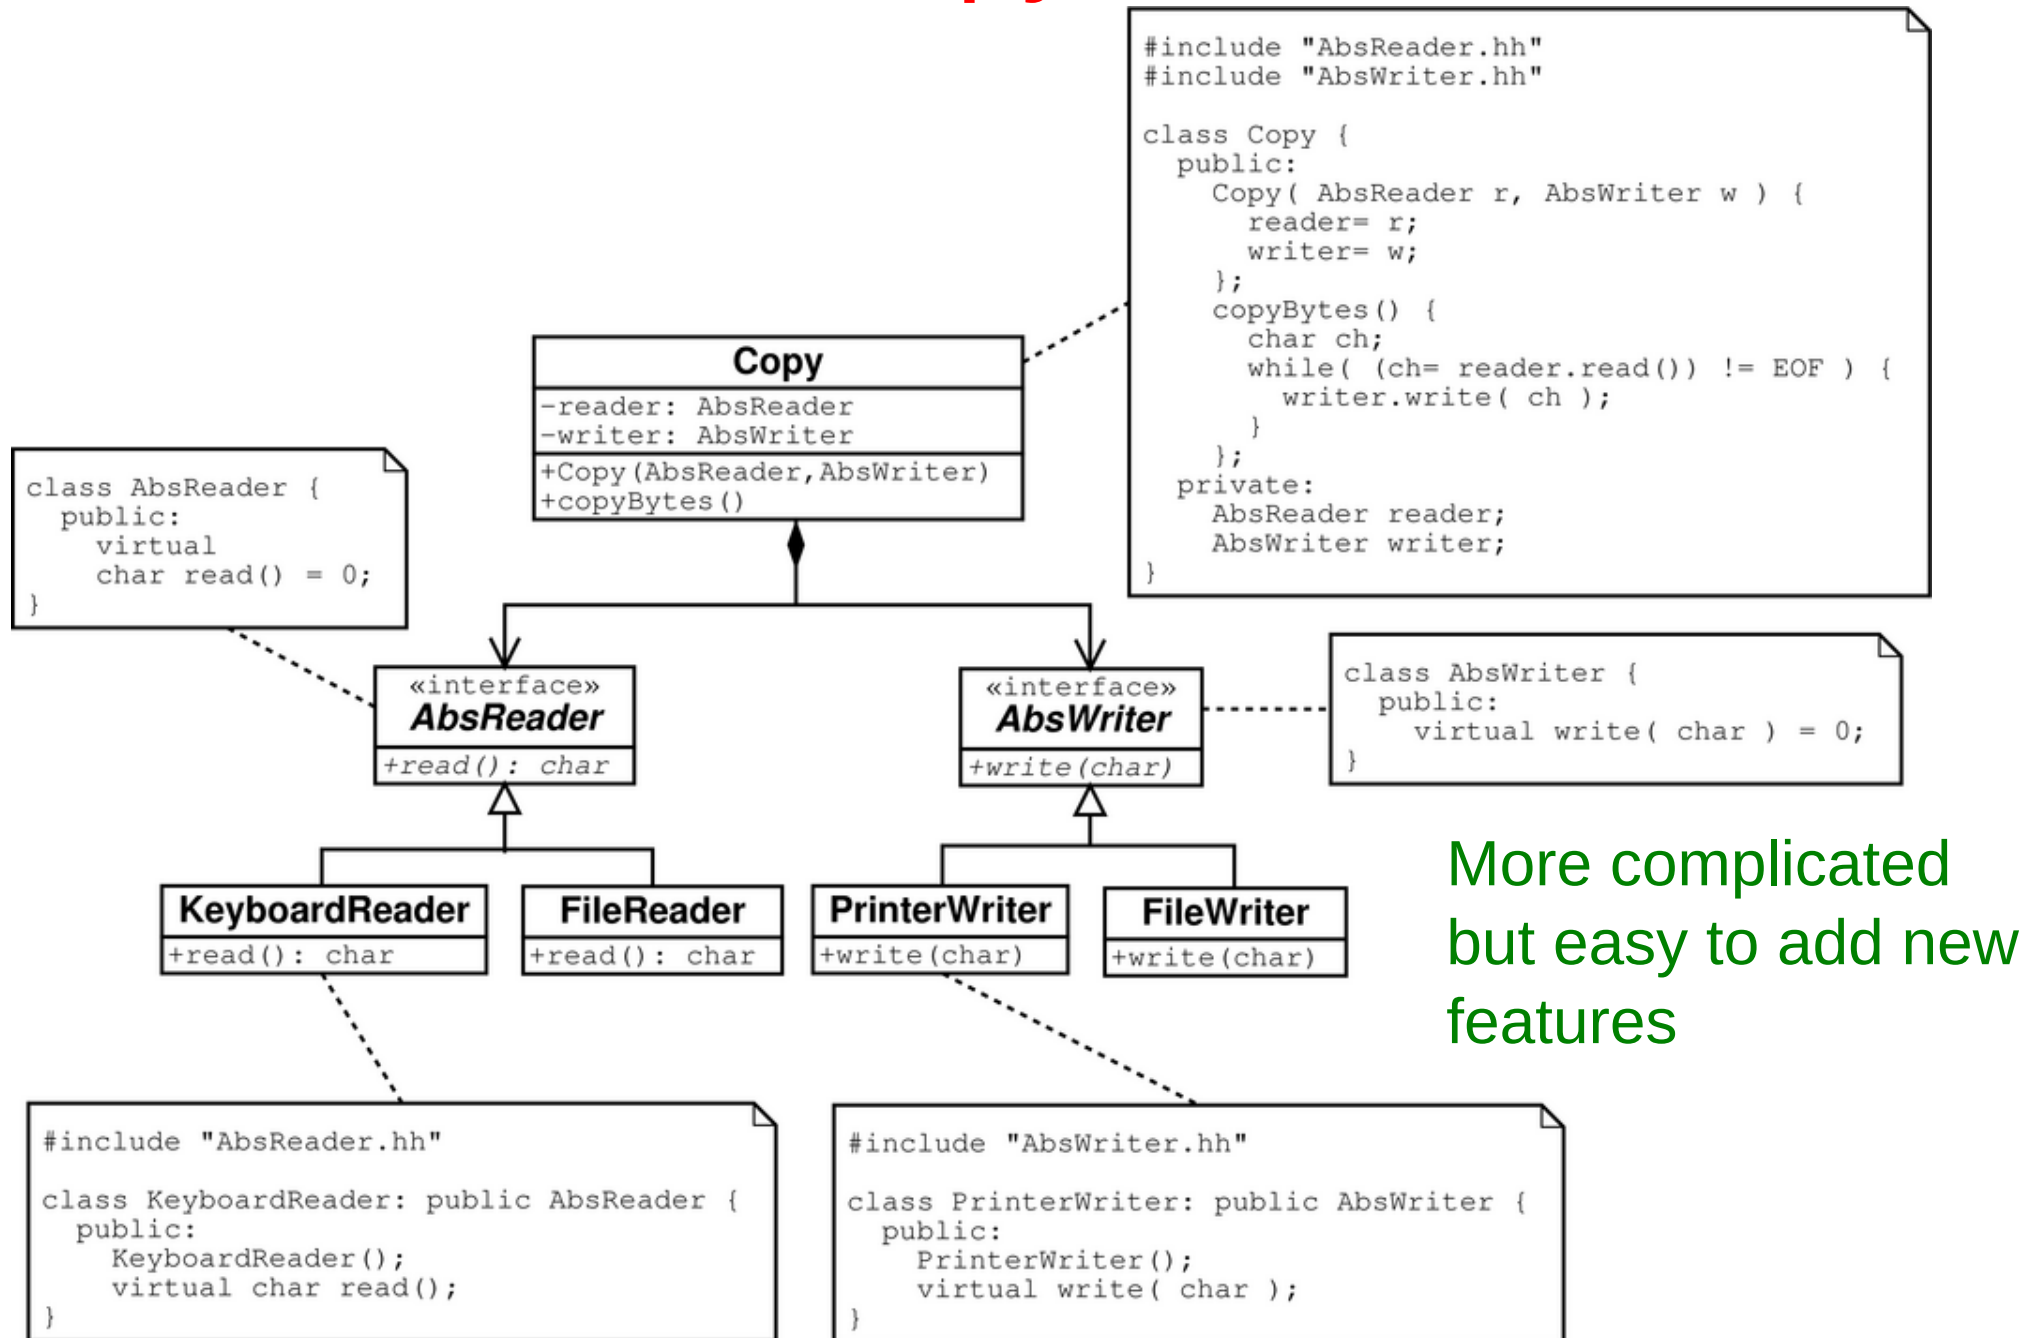 #include "AbsReader.hh"
#include "AbsWriter.hh"
class Copy {
public:
Copy( AbsReader r, AbsWriter w ) {
reader= r;
writer= w;
};
copyBytes() {
char ch;
while( (ch= reader.read()) != EOF ) {
writer.write( ch );
}
};
private:
AbsReader reader;
AbsWriter writer;
}
Copy
-reader: AbsReader
-writer: AbsWriter
+Copy(AbsReader,AbsWriter)
+copyBytes()
class AbsReader {
public:
virtual
char read() = 0;
}
«interface»
AbsReader
+read(): char
«interface»
AbsWriter
+write(char)
class AbsWriter {
public:
virtual write( char ) = 0;
}
KeyboardReader
+read(): char
FileReader
+read(): char
PrinterWriter
+write(char)
FileWriter
+write(char)
More complicated
but easy to add new
features
#include "AbsReader.hh"
class KeyboardReader: public AbsReader {
public:
KeyboardReader();
virtual char read();
}
#include "AbsWriter.hh"
class PrinterWriter: public AbsWriter {
public:
PrinterWriter();
virtual write( char );
}